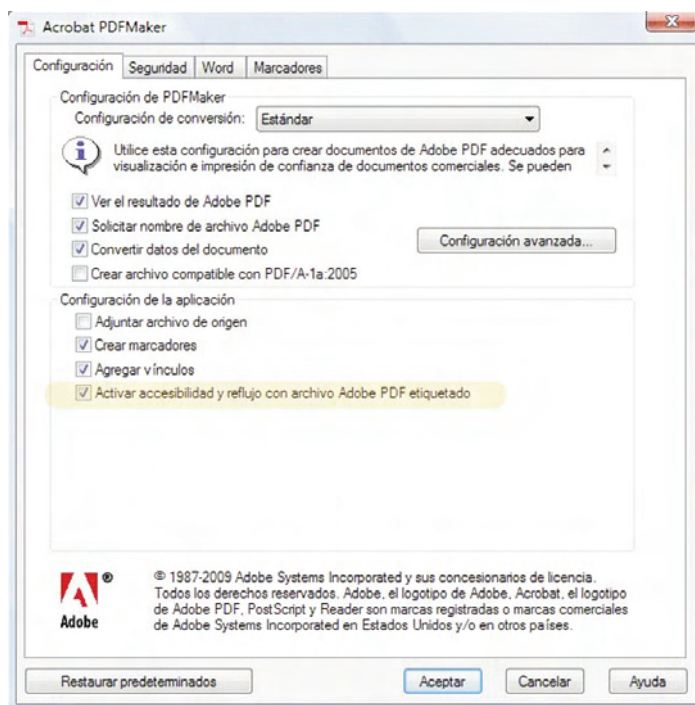 Acrobat PDFMaker
Configuración Seguridad Word Marcadores
Configuración de PDFMaker
Configuración de conversión: Estándar
Utilice esta configuración para crear documentos de Adobe PDF adecuados para
visualización e impresión de confianza de documentos comerciales. Se pueden
Ver el resultado de Adobe PDF
Solicitar nombre de archivo Adobe PDF
Convertir datos del documento
Configuración avanzada...
Crear archivo compatible con PDF/A-1a:2005
Configuración de la aplicación
Adjuntar archivo de origen
Crear marcadores
Agregar vínculos
Activar accesibilidad y reflujo con archivo Adobe PDF etiquetado
® © 1987-2009 Adobe Systems Incorporated y sus concesionarios de licencia.
Todos los derechos reservados. Adobe, el logotipo de Adobe, Acrobat, el logotipo
de Adobe PDF, PostScript y Reader son marcas registradas o marcas comerciales
de Adobe Systems Incorporated en Estados Unidos y/o en otros países.
Adobe
Restaurar predeterminados Aceptar Cancelar Ayuda